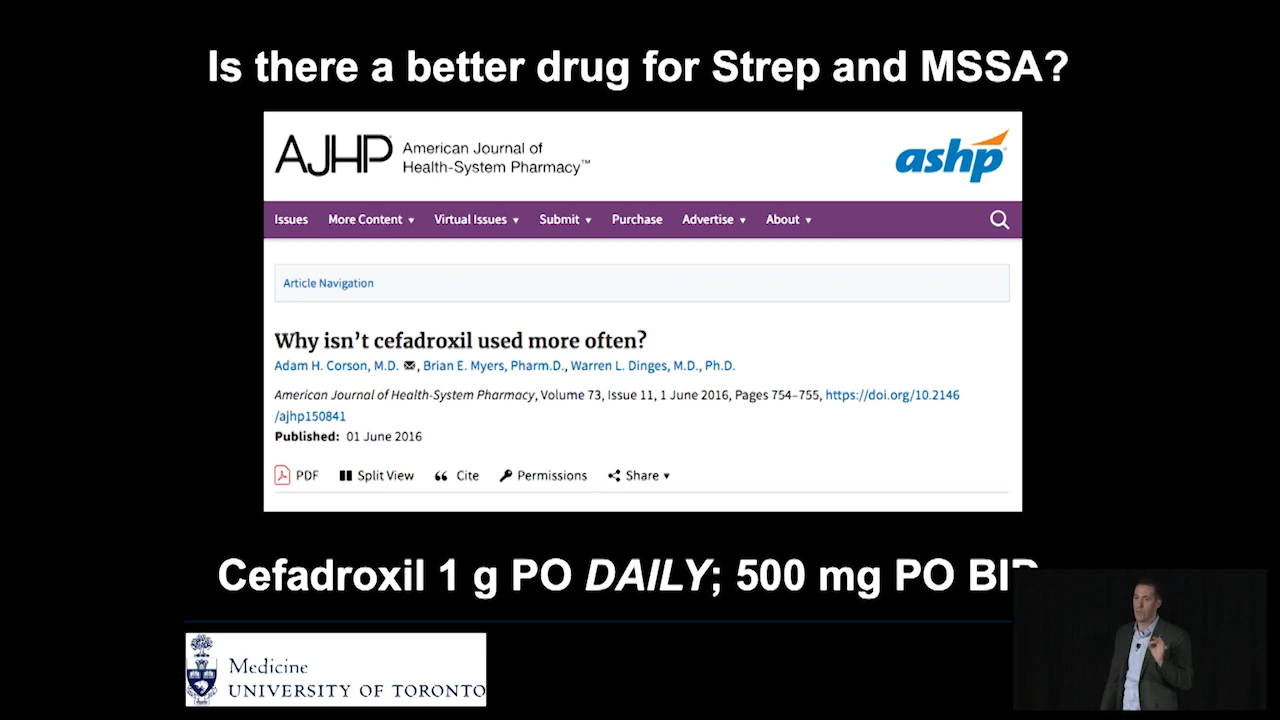 Is there a better drug for Strep and MSSA?
AJHP American Journal of
Health-System Pharmacy™
ashp
Issues More Content ▾ Virtual Issues ▾ Submit ▾ Purchase Advertise ▾ About ▾
Article Navigation
Why isn't cefadroxil used more often?
Adam H. Corson, M.D. ✉, Brian E. Myers, Pharm.D., Warren L. Dinges, M.D., Ph.D.
American Journal of Health-System Pharmacy, Volume 73, Issue 11, 1 June 2016, Pages 754–755, https://doi.org/10.2146
/ajhp150841
Published: 01 June 2016
PDF Split View Cite Permissions Share ▾
Cefadroxil 1 g PO DAILY; 500 mg PO BID
Medicine
UNIVERSITY OF TORONTO